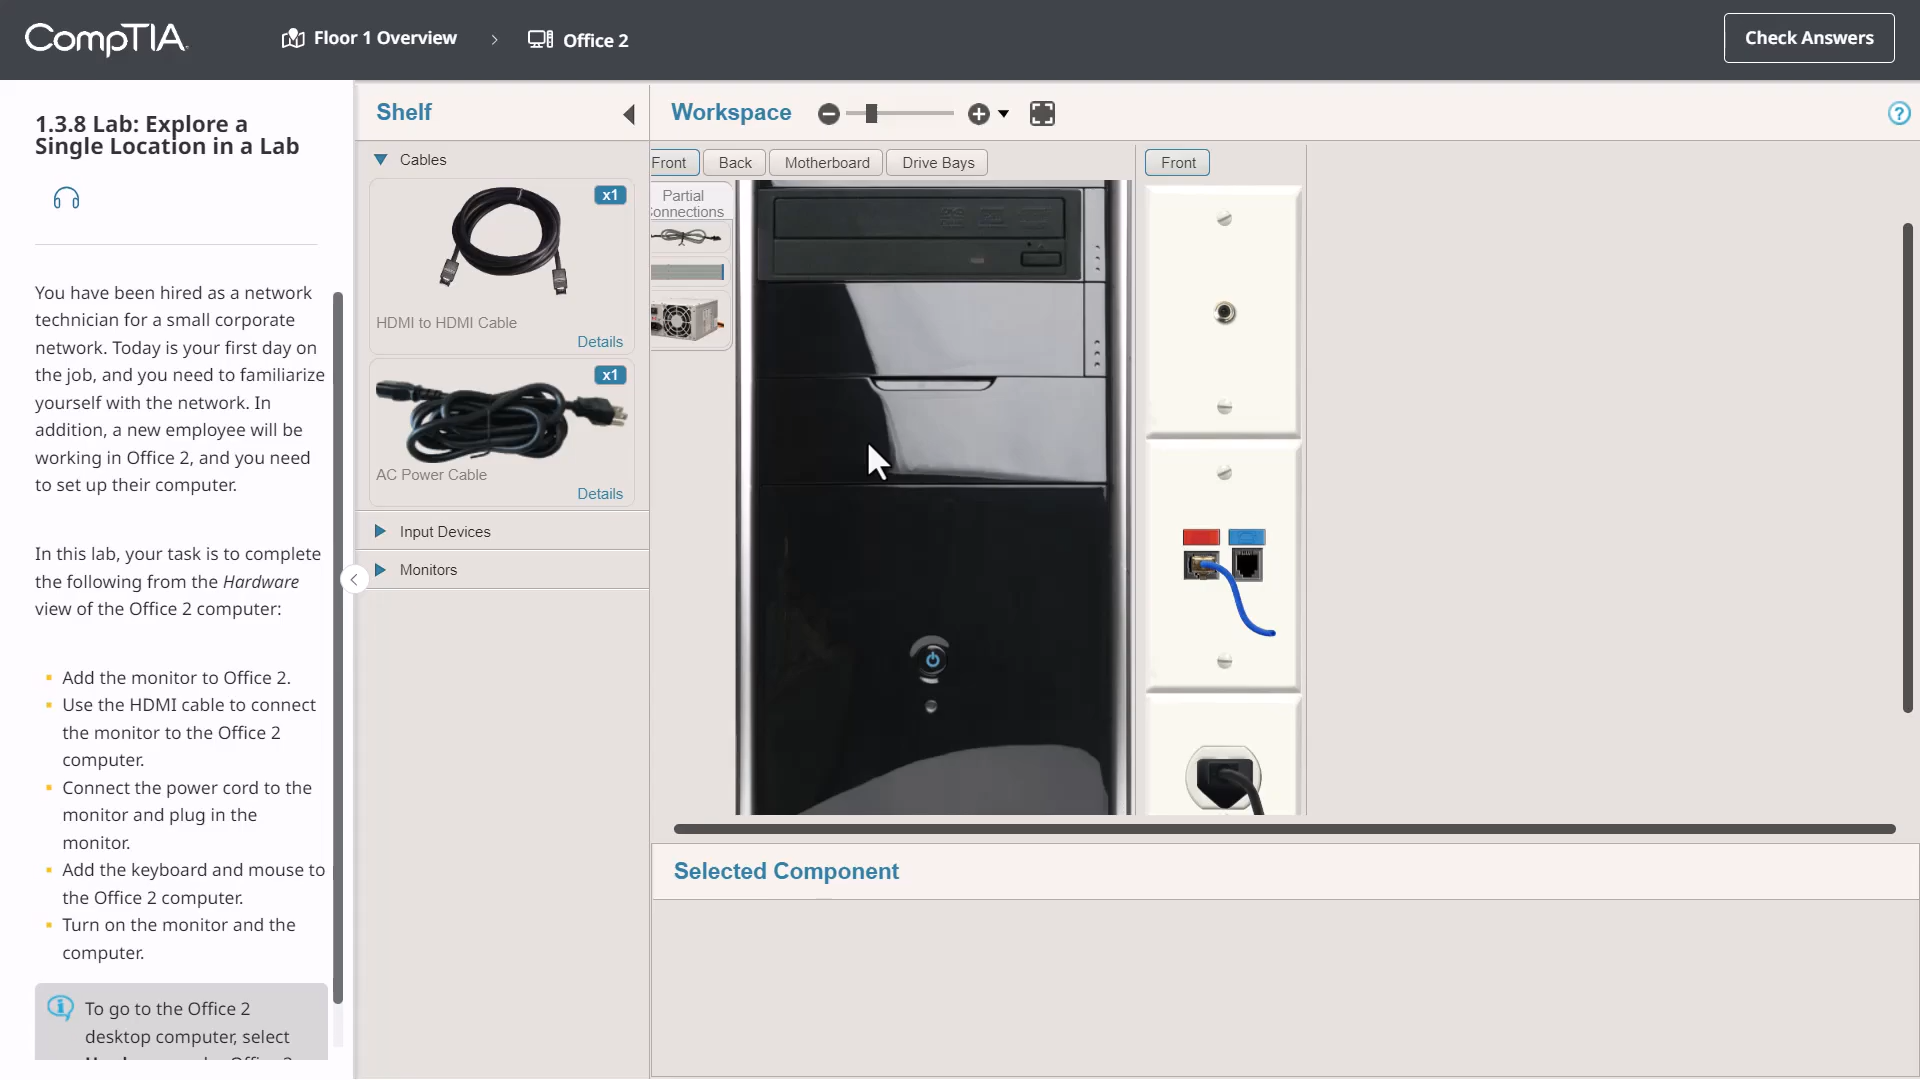 CompTIA
Floor 1 Overview
Office 2
Check Answers
1.3.8 Lab: Explore a
Single Location in a Lab
You have been hired as a network
technician for a small corporate
network. Today is your first day on
the job, and you need to familiarize
yourself with the network. In
addition, a new employee will be
working in Office 2, and you need
to set up their computer.
In this lab, your task is to complete
the following from the Hardware
view of the Office 2 computer:
Add the monitor to Office 2.
Use the HDMI cable to connect
the monitor to the Office 2
computer.
Connect the power cord to the
monitor and plug in the
monitor.
Add the keyboard and mouse to
the Office 2 computer.
Turn on the monitor and the
computer.
To go to the Office 2
desktop computer, select
Shelf
Cables
x1
HDMI to HDMI Cable
Details
x1
AC Power Cable
Details
Input Devices
Monitors
Workspace
Front
Back
Motherboard
Drive Bays
Partial
onnections
Front
Selected Component